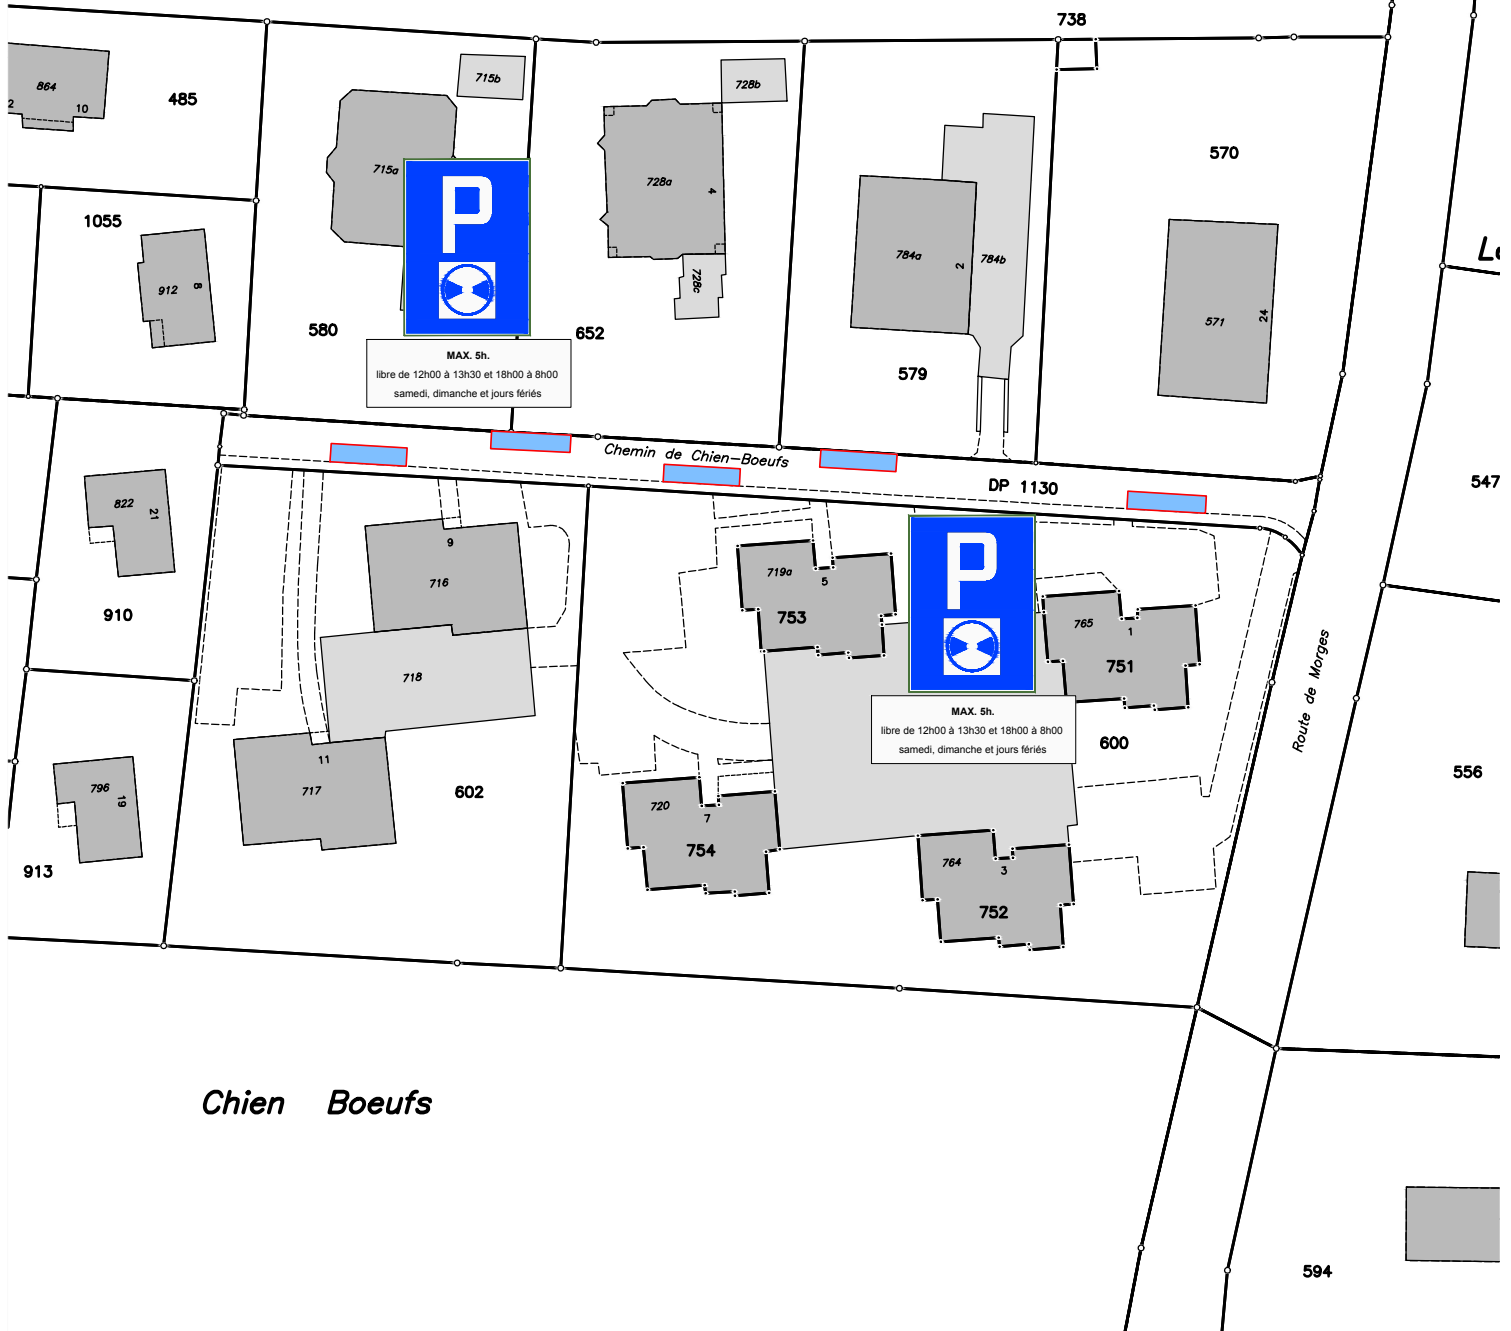 738
864
2
10
485
715b
728b
570
1055
715a
728a
4
912
8
784a
2
784b
728c
571
24
580
652
579
P
MAX. 5h.
libre de 12h00 à 13h30 et 18h00 à 8h00
samedi, dimanche et jours fériés
Chemin de Chien-Boeufs
DP 1130
547
822
21
9
716
910
719a
5
753
P
765
1
751
718
MAX. 5h.
libre de 12h00 à 13h30 et 18h00 à 8h00
samedi, dimanche et jours fériés
600
Route de Morges
556
11
717
602
796
19
913
720
7
754
764
3
752
Chien Boeufs
594